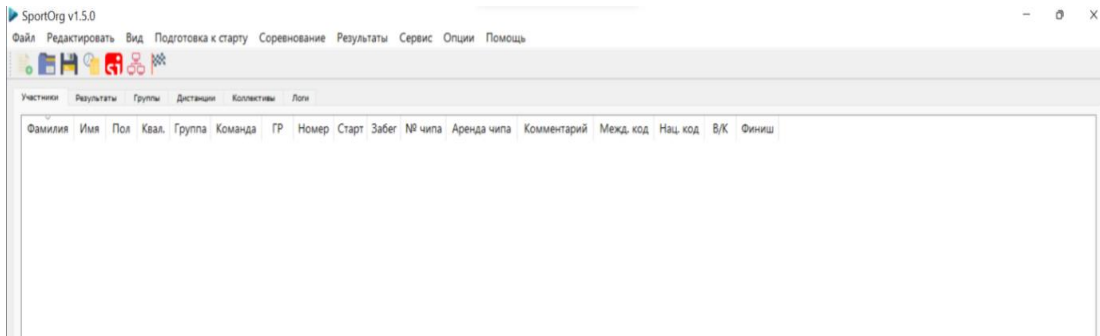 SportOrg v1.5.0
Файл Редактировать Вид Подготовка к старту Соревнование Результаты Сервис Опции Помощь
Участники Результаты Группы Дистанции Коллективы Логи
Фамилия Имя Пол Квал. Группа Команда ГР Номер Старт Забег № чипа Аренда чипа Комментарий Межд. код Нац. код В/К Финиш